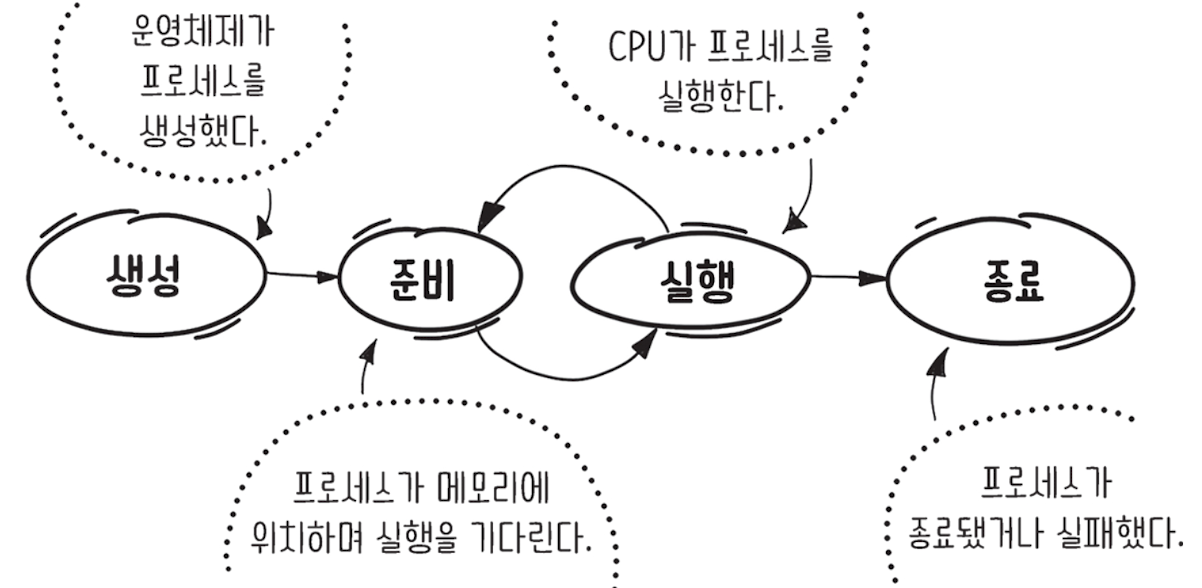 운영체제가
프로세스를
생성했다.
CPU가 프로세스를
실행한다.
생성
준비
실행
종료
프로세스가 메모리에
위치하며 실행을 기다린다.
프로세스가
종료됐거나 실패했다.